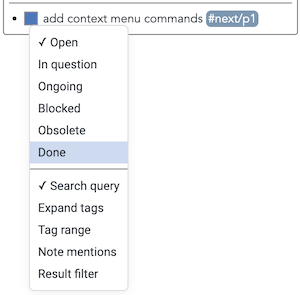 • add context menu commands #next/p1
✓ Open
In question
Ongoing
Blocked
Obsolete
Done
✓ Search query
Expand tags
Tag range
Note mentions
Result filter